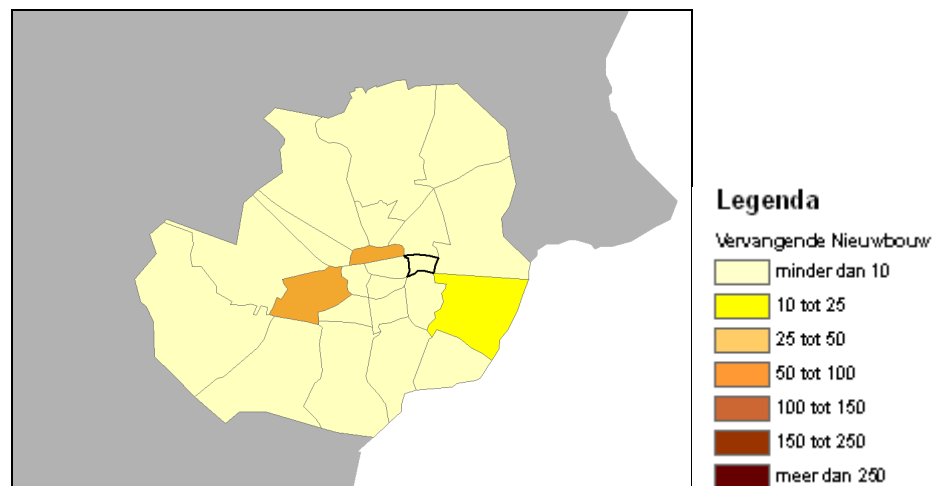 Legenda
Vervangende Nieuwbouw
minder dan 10
10 tot 25
25 tot 50
50 tot 100
100 tot 150
150 tot 250
meer dan 250